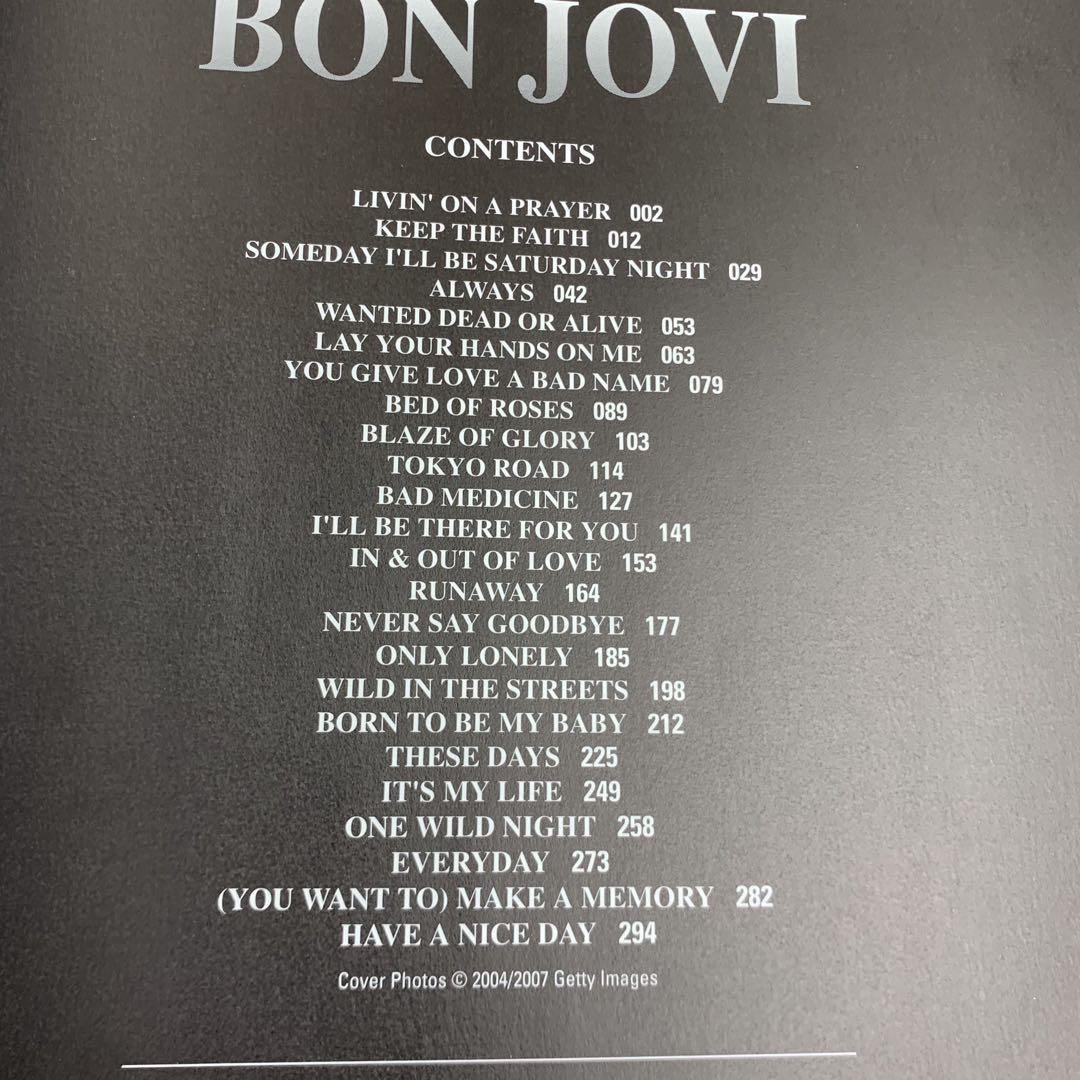 BON JOVI
CONTENTS
LIVIN' ON A PRAYER 002
KEEP THE FAITH 012
SOMEDAY I'LL BE SATURDAY NIGHT 029
ALWAYS 042
WANTED DEAD OR ALIVE 053
LAY YOUR HANDS ON ME 063
YOU GIVE LOVE A BAD NAME 079
BED OF ROSES 089
BLAZE OF GLORY 103
TOKYO ROAD 114
BAD MEDICINE 127
I'LL BE THERE FOR YOU 141
IN & OUT OF LOVE 153
RUNAWAY 164
NEVER SAY GOODBYE 177
ONLY LONELY 185
WILD IN THE STREETS 198
BORN TO BE MY BABY 212
THESE DAYS 225
IT'S MY LIFE 249
ONE WILD NIGHT 258
EVERYDAY 273
(YOU WANT TO) MAKE A MEMORY 282
HAVE A NICE DAY 294
Cover Photos © 2004/2007 Getty Images